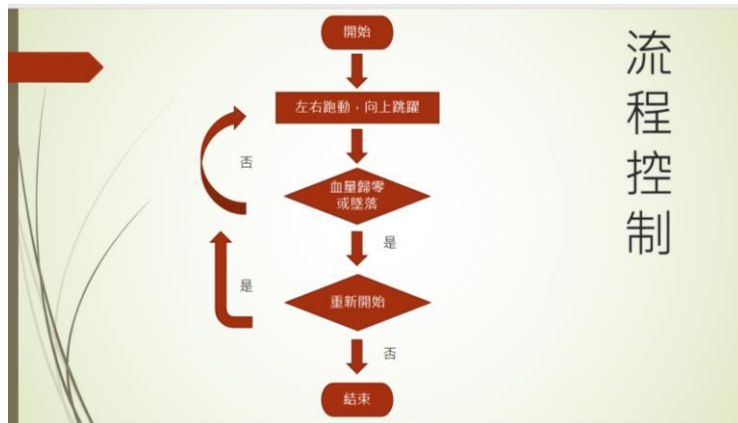 流程控制
開始
左右跑動，向上跳躍
否
血量歸零
或墜落
是
是
重新開始
否
結束